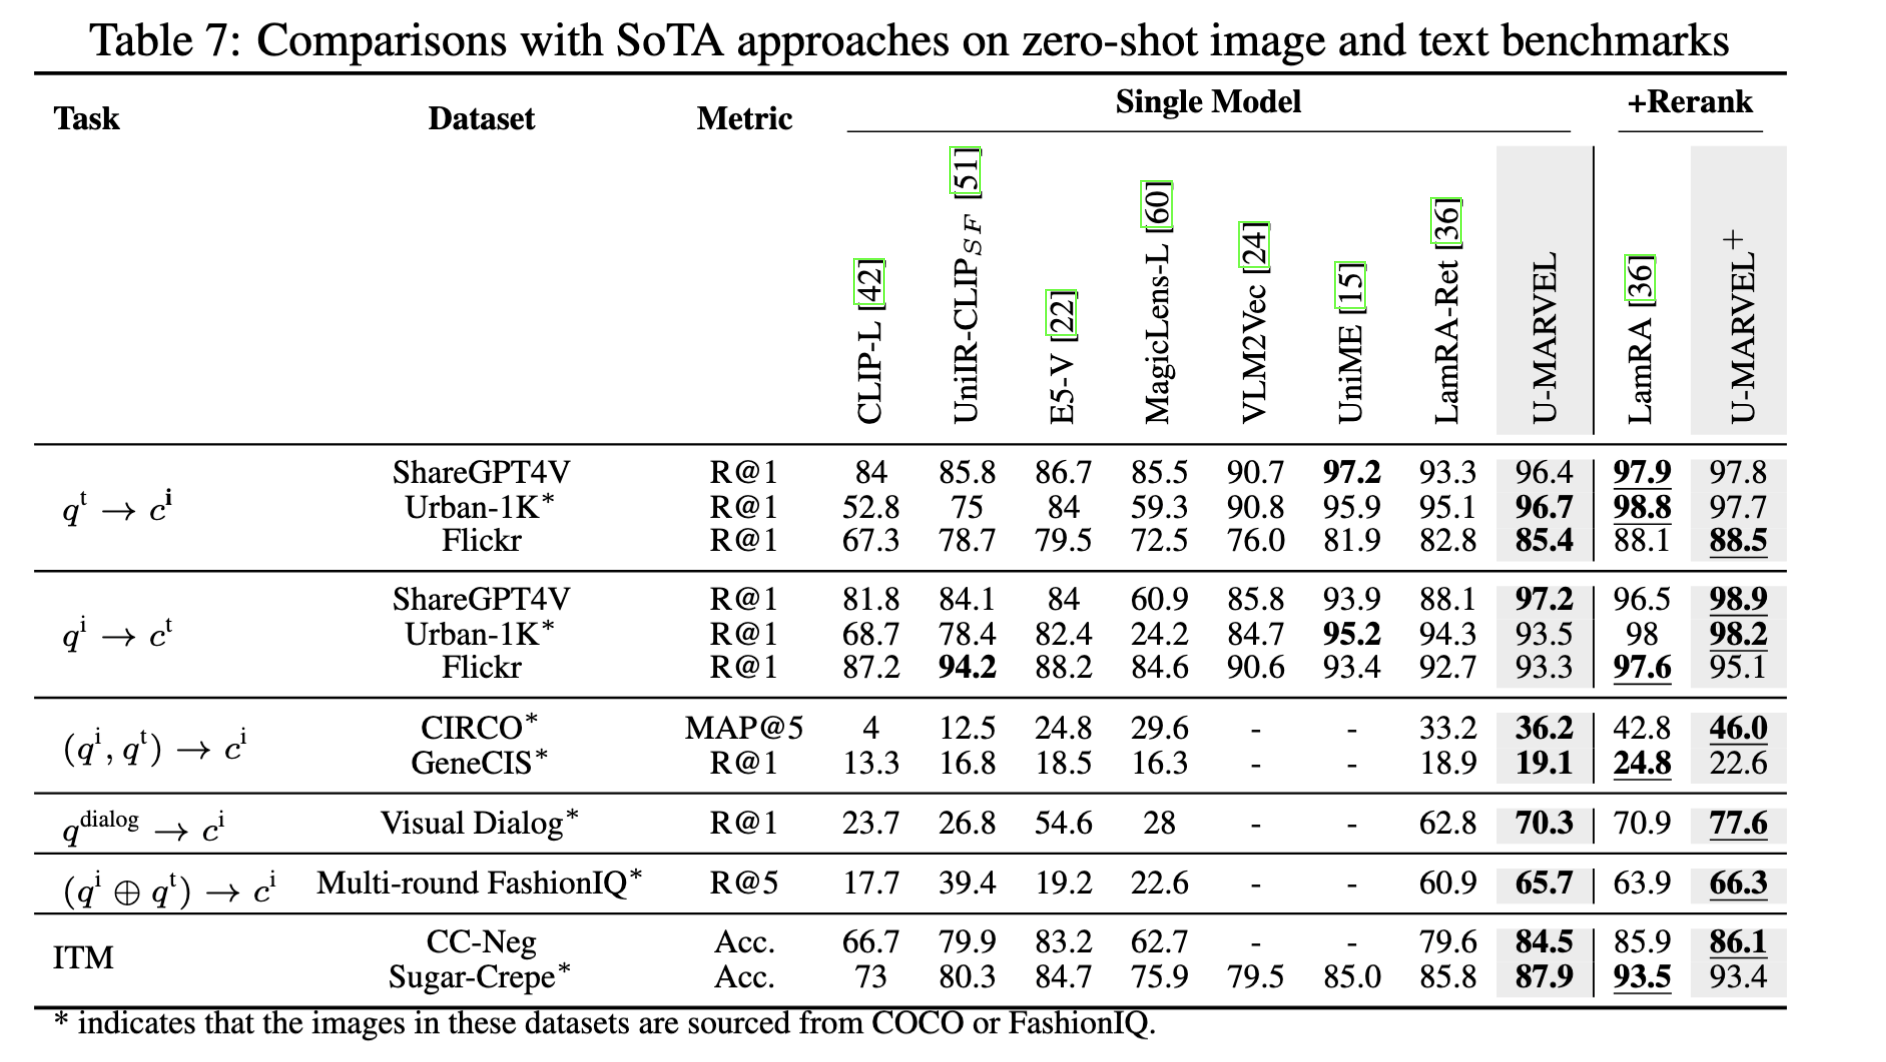 Table 7: Comparisons with SoTA approaches on zero-shot image and text benchmarks
Task Dataset Metric Single Model +Rerank
CLIP-L [42] UniIR-CLIP_SF [51] E5-V [22] MagicLens-L [60] VLM2Vec [24] UniME [15] LamRA-Ret [36] U-MARVEL LamRA [36] U-MARVEL+
ShareGPT4V R@1 84 85.8 86.7 85.5 90.7 97.2 93.3 96.4 97.9 97.8
qᵗ → cⁱ Urban-1K* R@1 52.8 75 84 59.3 90.8 95.9 95.1 96.7 98.8 97.7
Flickr R@1 67.3 78.7 79.5 72.5 76.0 81.9 82.8 85.4 88.1 88.5
ShareGPT4V R@1 81.8 84.1 84 60.9 85.8 93.9 88.1 97.2 96.5 98.9
qⁱ → cᵗ Urban-1K* R@1 68.7 78.4 82.4 24.2 84.7 95.2 94.3 93.5 98 98.2
Flickr R@1 87.2 94.2 88.2 84.6 90.6 93.4 92.7 93.3 97.6 95.1
(qⁱ, qᵗ) → cⁱ CIRCO* MAP@5 4 12.5 24.8 29.6 - - 33.2 36.2 42.8 46.0
GeneCIS* R@1 13.3 16.8 18.5 16.3 - - 18.9 19.1 24.8 22.6
q^dialog → cⁱ Visual Dialog* R@1 23.7 26.8 54.6 28 - - 62.8 70.3 70.9 77.6
(qⁱ ⊕ qᵗ) → cⁱ Multi-round FashionIQ* R@5 17.7 39.4 19.2 22.6 - - 60.9 65.7 63.9 66.3
ITM CC-Neg Acc. 66.7 79.9 83.2 62.7 - - 79.6 84.5 85.9 86.1
Sugar-Crepe* Acc. 73 80.3 84.7 75.9 79.5 85.0 85.8 87.9 93.5 93.4
* indicates that the images in these datasets are sourced from COCO or FashionIQ.